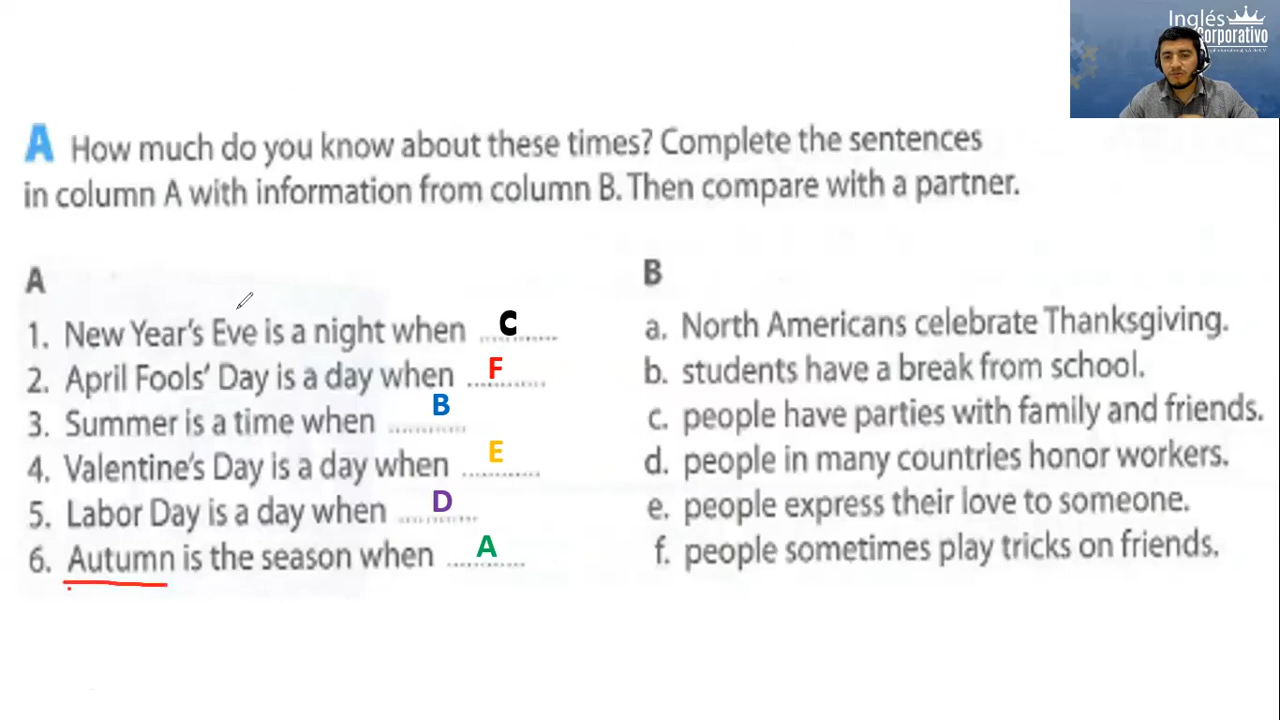 Inglés
Corporativo
A How much do you know about these times? Complete the sentences
in column A with information from column B. Then compare with a partner.
A
1. New Year's Eve is a night when .......... C
2. April Fools' Day is a day when .......... F
3. Summer is a time when .......... B
4. Valentine's Day is a day when .......... E
5. Labor Day is a day when .......... D
6. Autumn is the season when .......... A
B
a. North Americans celebrate Thanksgiving.
b. students have a break from school.
c. people have parties with family and friends.
d. people in many countries honor workers.
e. people express their love to someone.
f. people sometimes play tricks on friends.